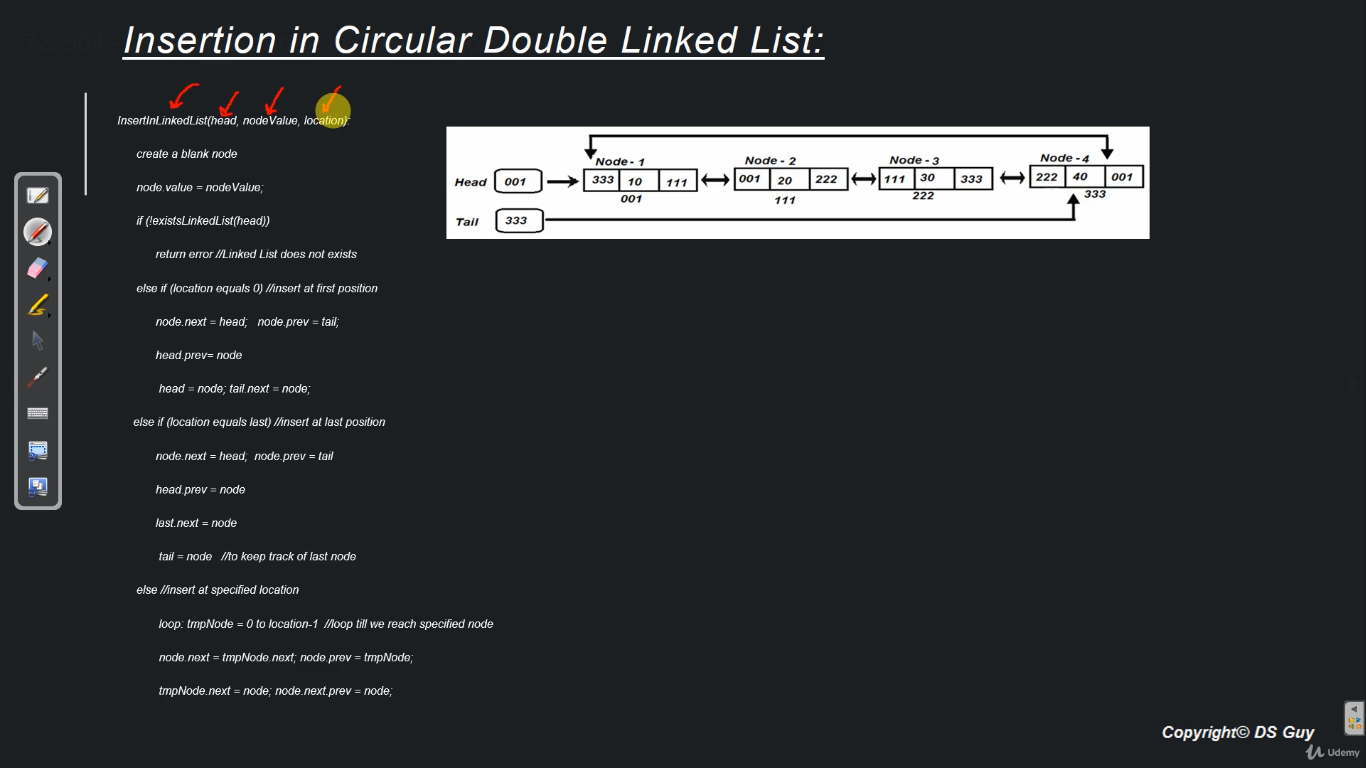 Insertion in Circular Double Linked List:
InsertInLinkedList(head, nodeValue, location):
create a blank node
node.value = nodeValue;
if (!existsLinkedList(head))
return error //Linked List does not exists
else if (location equals 0) //insert at first position
node.next = head; node.prev = tail;
head.prev= node
head = node; tail.next = node;
else if (location equals last) //insert at last position
node.next = head; node.prev = tail
head.prev = node
last.next = node
tail = node //to keep track of last node
else //insert at specified location
loop: tmpNode = 0 to location-1 //loop till we reach specified node
node.next = tmpNode.next; node.prev = tmpNode;
tmpNode.next = node; node.next.prev = node;
Node - 1 Node - 2 Node - 3 Node -4
Head 001 333 10 111 001 20 222 111 30 333 222 40 001
001 111 222 333
Tail 333
Copyright© DS Guy
Udemy